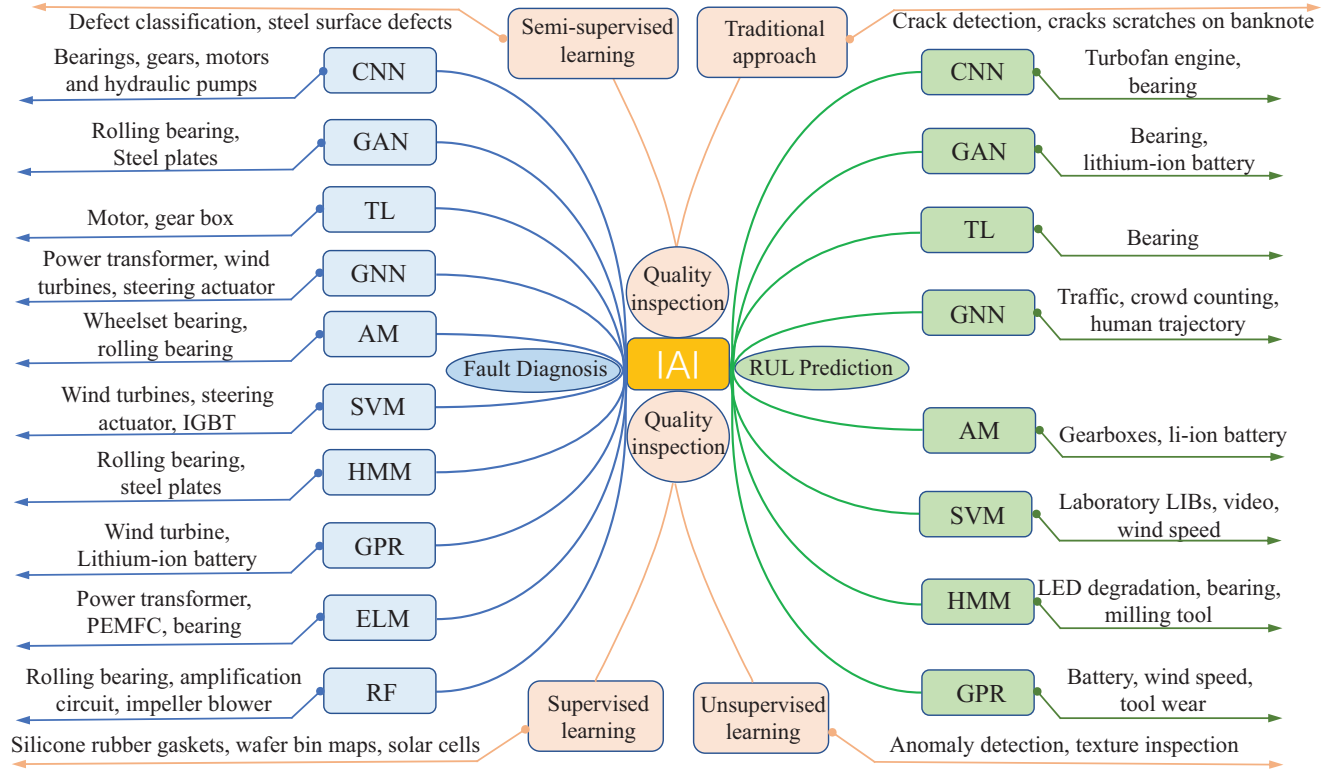 Defect classification, steel surface defects
Semi-supervised
learning
Traditional
approach
Crack detection, cracks scratches on banknote
Bearings, gears, motors
and hydraulic pumps
CNN
Rolling bearing,
Steel plates
GAN
Motor, gear box
TL
Power transformer, wind
turbines, steering actuator
GNN
Wheelset bearing,
rolling bearing
AM
Wind turbines, steering
actuator, IGBT
SVM
Rolling bearing,
steel plates
HMM
Wind turbine,
Lithium-ion battery
GPR
Power transformer,
PEMFC, bearing
ELM
Rolling bearing, amplification
circuit, impeller blower
RF
Fault Diagnosis
Quality
inspection
IAI
Quality
inspection
RUL Prediction
CNN
Turbofan engine,
bearing
GAN
Bearing,
lithium-ion battery
TL
Bearing
GNN
Traffic, crowd counting,
human trajectory
AM
Gearboxes, li-ion battery
SVM
Laboratory LIBs, video,
wind speed
HMM
LED degradation, bearing,
milling tool
GPR
Battery, wind speed,
tool wear
Supervised
learning
Unsupervised
learning
Silicone rubber gaskets, wafer bin maps, solar cells
Anomaly detection, texture inspection